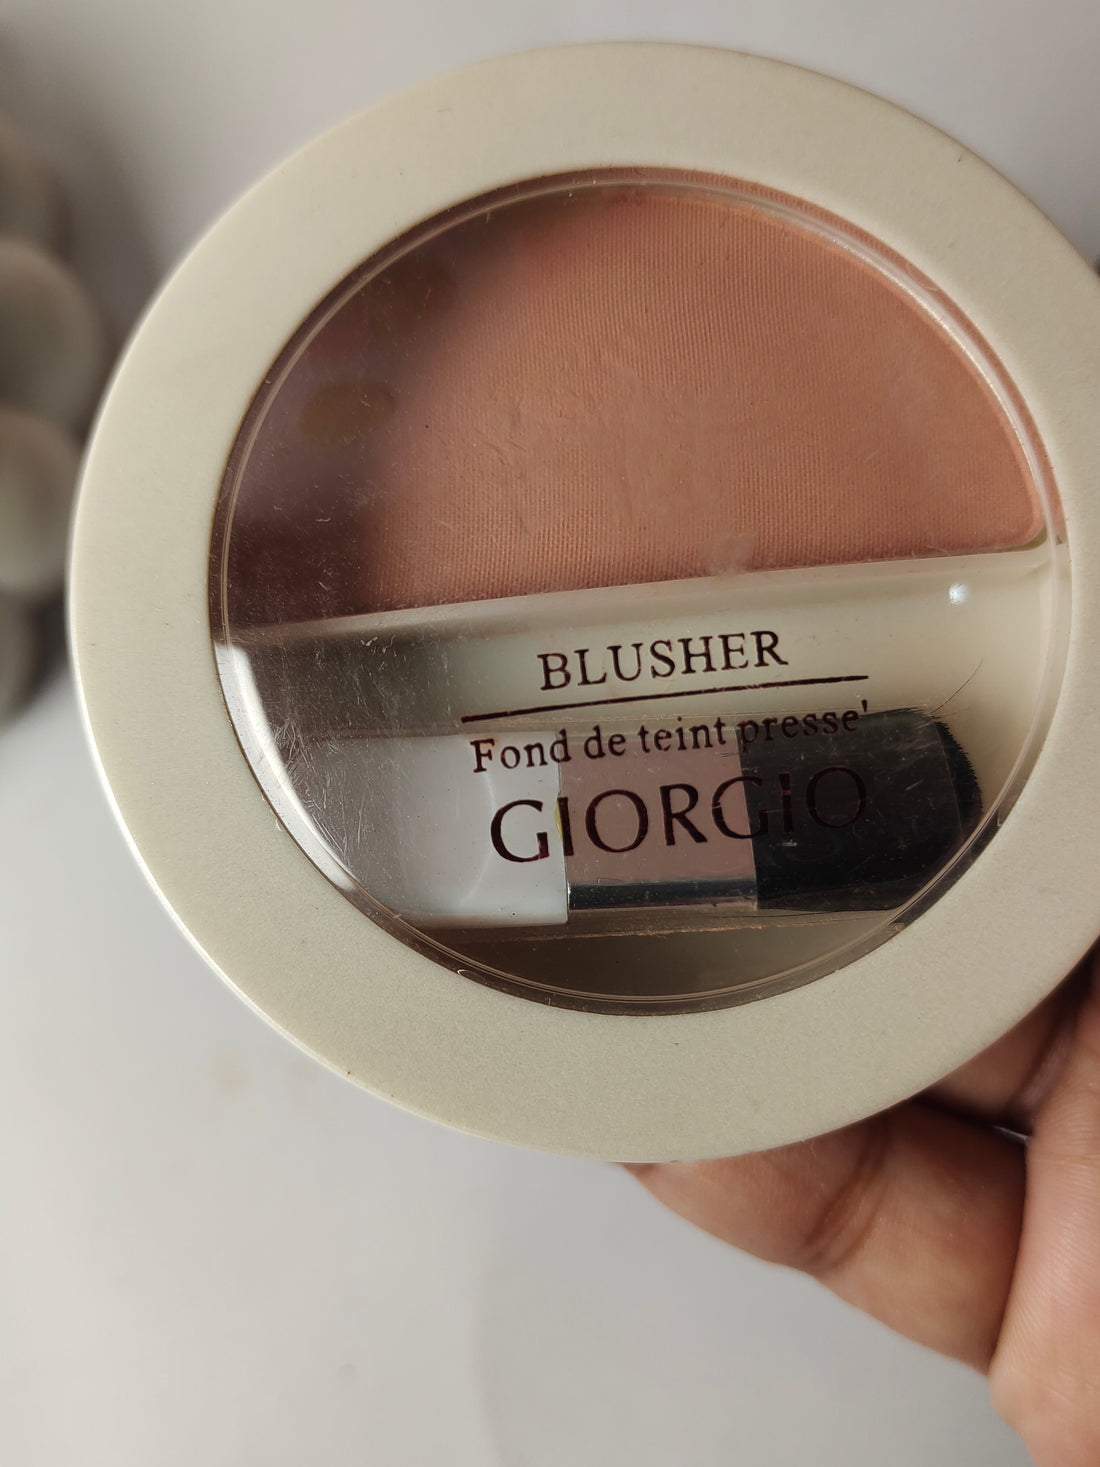 BLUSHER
Fond de teint presse'
GIORGIO